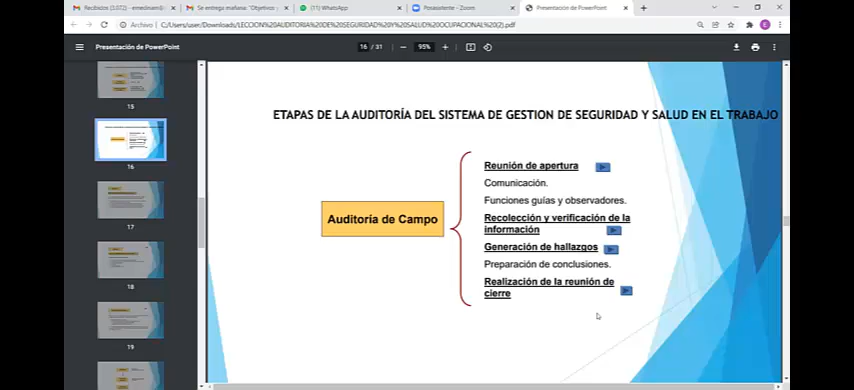 Recibidos (3.072) - emedinam@
Se entrega mañana: "Objetivos y
(11) WhatsApp
Posasistente - Zoom
Presentación de PowerPoint
Archivo
C:/Users/user/Downloads/LECCION%20AUDITORIA%20DE%20SEGURIDAD%20Y%20SALUD%20OCUPACIONAL%20(2).pdf
E
Presentación de PowerPoint
16 / 31
95%
15
16
17
18
19
ETAPAS DE LA AUDITORÍA DEL SISTEMA DE GESTION DE SEGURIDAD Y SALUD EN EL TRABAJO
Auditoría de Campo
Reunión de apertura
Comunicación.
Funciones guías y observadores.
Recolección y verificación de la
información
Generación de hallazgos
Preparación de conclusiones.
Realización de la reunión de
cierre